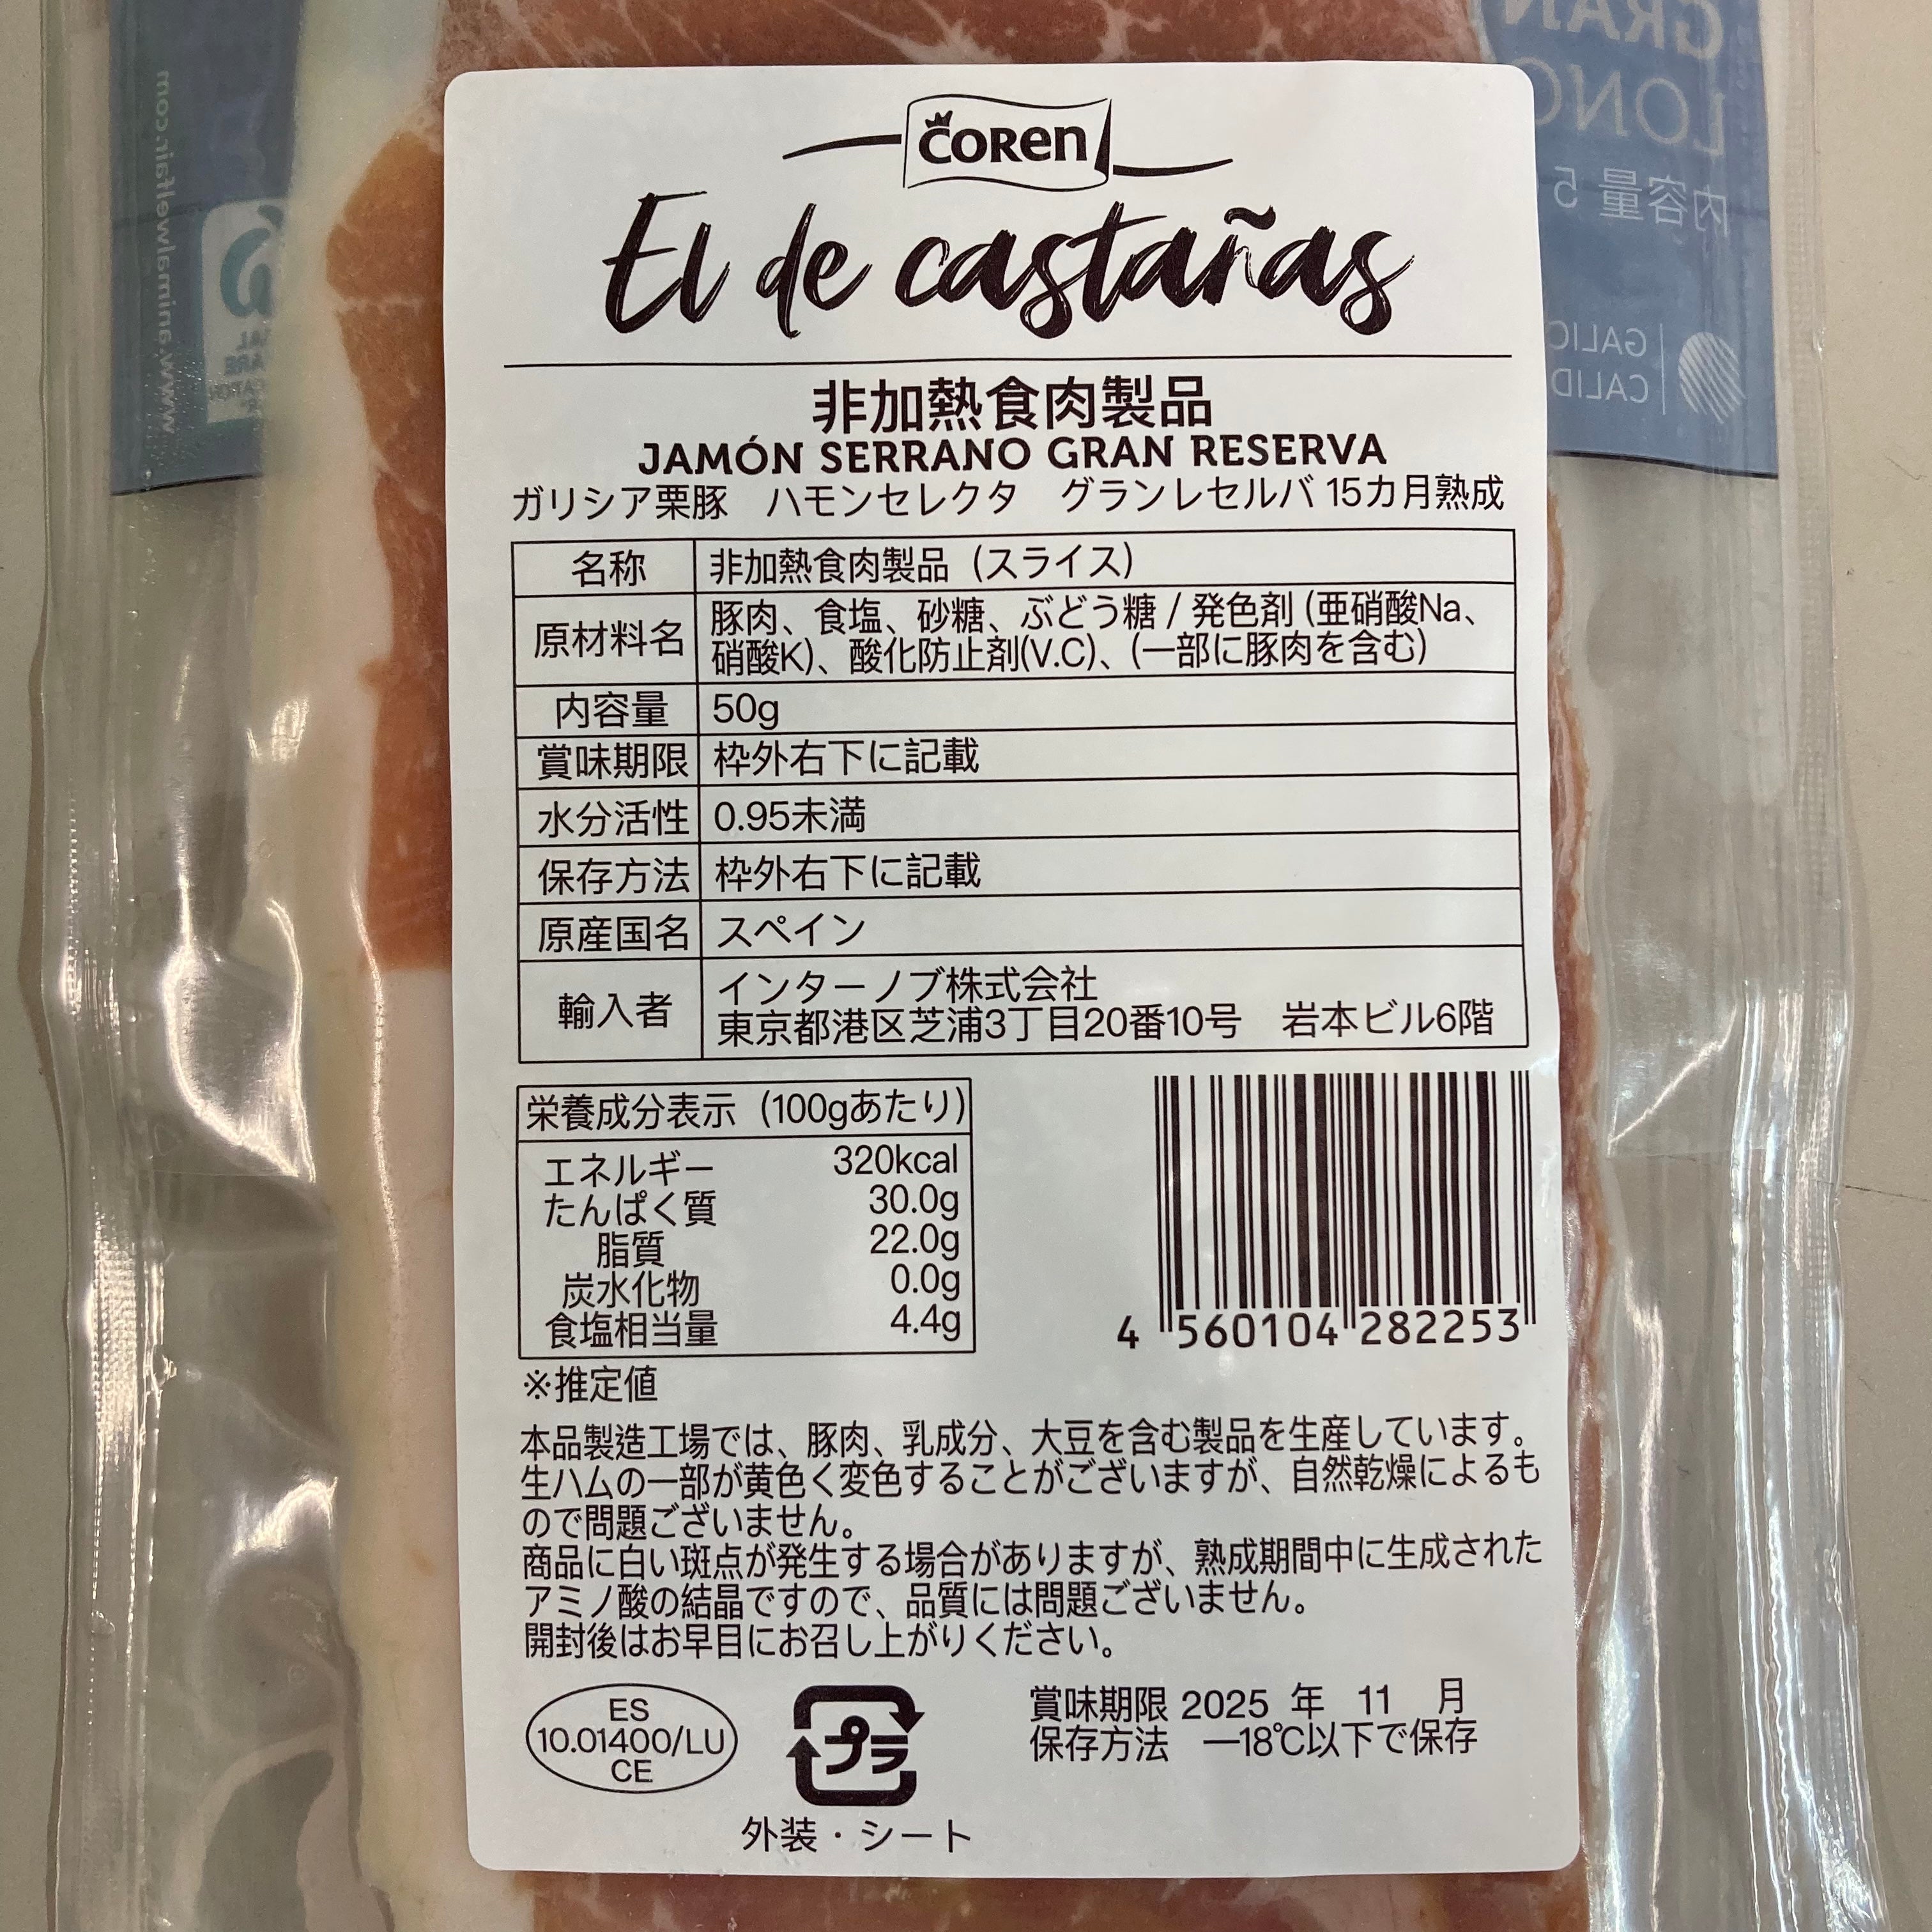 COREN
El de castañas
非加熱食肉製品
JAMÓN SERRANO GRAN RESERVA
ガリシア栗豚　ハモンセレクタ　グランレセルバ 15カ月熟成
名称 非加熱食肉製品（スライス）
原材料名 豚肉、食塩、砂糖、ぶどう糖 / 発色剤 (亜硝酸Na、
硝酸K)、酸化防止剤(V.C)、(一部に豚肉を含む)
内容量 50g
賞味期限 枠外右下に記載
水分活性 0.95未満
保存方法 枠外右下に記載
原産国名 スペイン
輸入者 インターノブ株式会社
東京都港区芝浦3丁目20番10号　岩本ビル6階
栄養成分表示（100gあたり）
エネルギー 320kcal
たんぱく質 30.0g
脂質 22.0g
炭水化物 0.0g
食塩相当量 4.4g
※推定値
4 560104 282253
本品製造工場では、豚肉、乳成分、大豆を含む製品を生産しています。
生ハムの一部が黄色く変色することがございますが、自然乾燥によるも
ので問題ございません。
商品に白い斑点が発生する場合がありますが、熟成期間中に生成された
アミノ酸の結晶ですので、品質には問題ございません。
開封後はお早目にお召し上がりください。
ES
10.01400/LU
CE
プラ
外装・シート
賞味期限 2025 年 11 月
保存方法 —18℃以下で保存
www.animalwelfair.com
GRAN
内容量 5